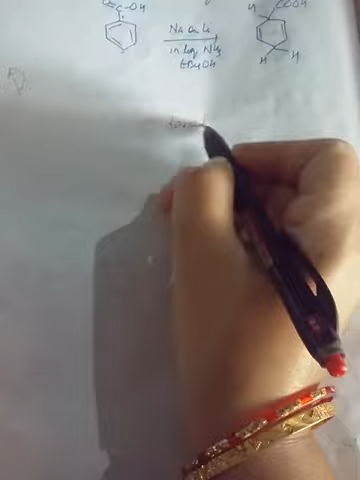 O=C-OH
Na or Li
in liq NH3
EtOH
H COOH
H H